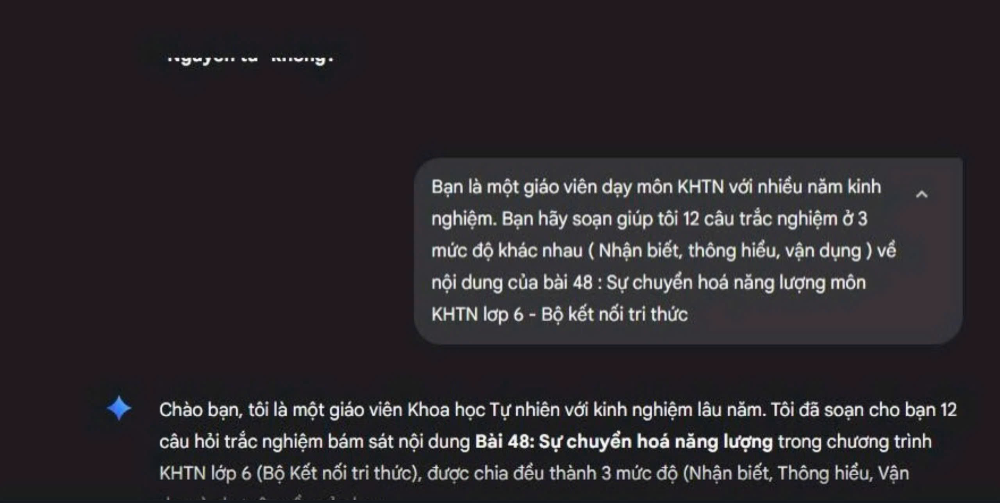 Bạn là một giáo viên dạy môn KHTN với nhiều năm kinh
nghiệm. Bạn hãy soạn giúp tôi 12 câu trắc nghiệm ở 3
mức độ khác nhau ( Nhận biết, thông hiểu, vận dụng ) về
nội dung của bài 48 : Sự chuyển hoá năng lượng môn
KHTN lơp 6 - Bộ kết nối tri thức
Chào bạn, tôi là một giáo viên Khoa học Tự nhiên với kinh nghiệm lâu năm. Tôi đã soạn cho bạn 12
câu hỏi trắc nghiệm bám sát nội dung Bài 48: Sự chuyển hoá năng lượng trong chương trình
KHTN lớp 6 (Bộ Kết nối tri thức), được chia đều thành 3 mức độ (Nhận biết, Thông hiểu, Vận